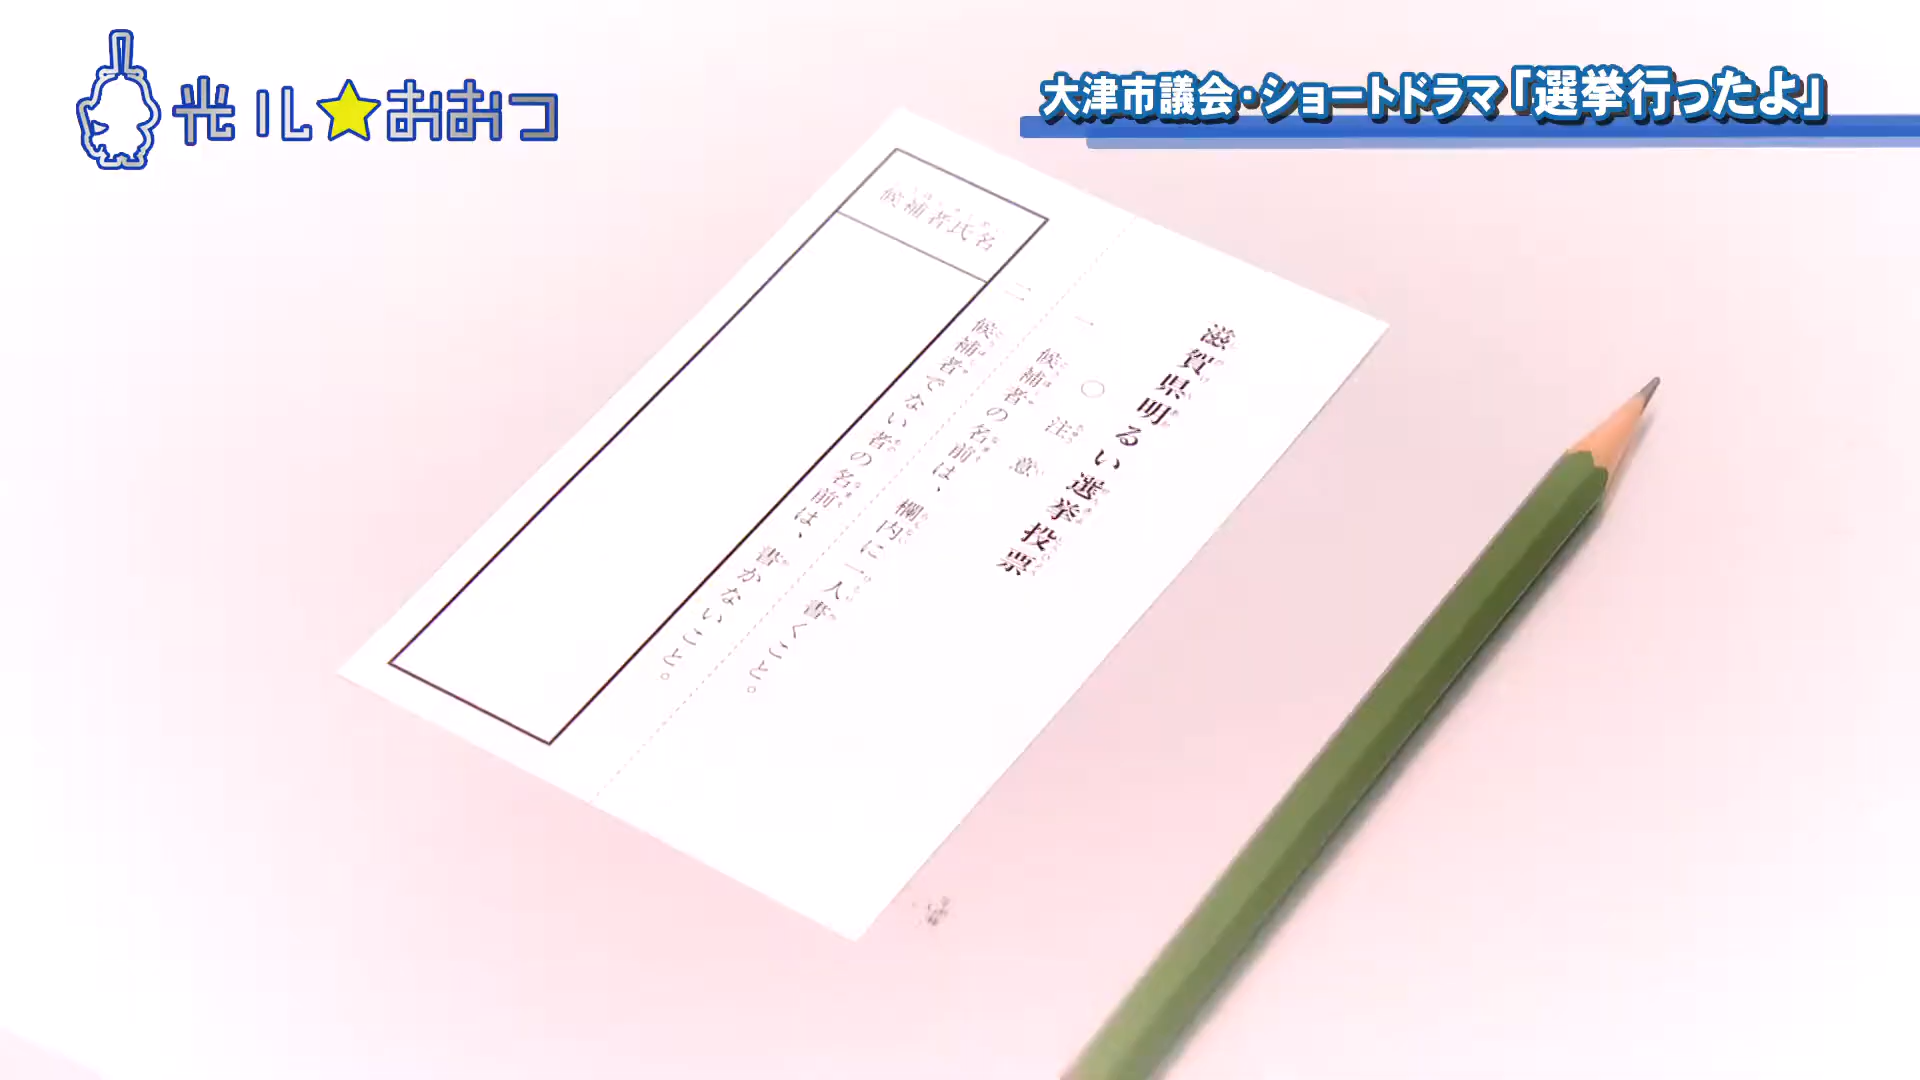 光ル★おおつ
大津市議会・ショートドラマ「選挙行ったよ」
滋賀県明るい選挙投票
○注意
一 候補者の名前は、欄内に一人書くこと。
二 候補者でない者の名前は、書かないこと。
候補者氏名